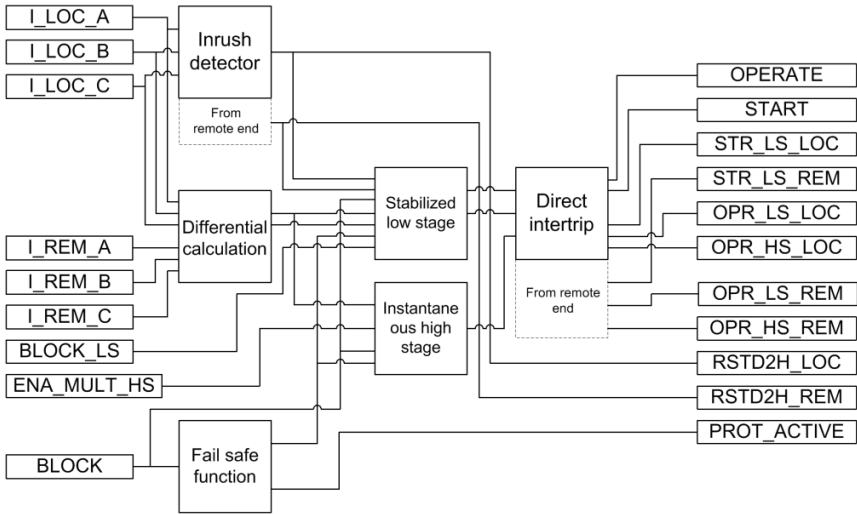 I_LOC_A
I_LOC_B
I_LOC_C
Inrush
detector
From
remote end
Differential
calculation
I_REM_A
I_REM_B
I_REM_C
BLOCK_LS
ENA_MULT_HS
BLOCK
Fail safe
function
Stabilized
low stage
Instantane
ous high
stage
Direct
intertrip
From remote
end
OPERATE
START
STR_LS_LOC
STR_LS_REM
OPR_LS_LOC
OPR_HS_LOC
OPR_LS_REM
OPR_HS_REM
RSTD2H_LOC
RSTD2H_REM
PROT_ACTIVE